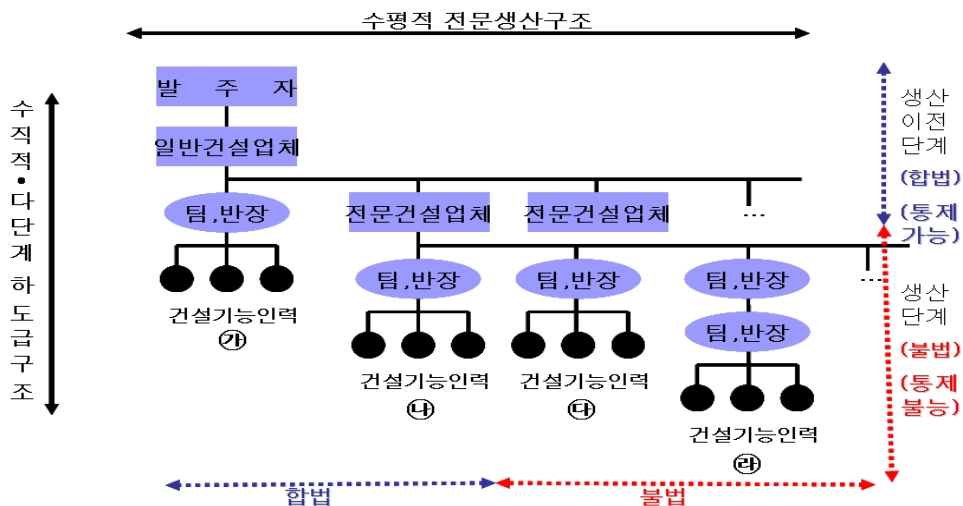 수평적 전문생산구조
수직적•다단계 하도급구조
발 주 자
일반건설업체
팀,반장
전문건설업체
전문건설업체
...
건설기능인력
㉮
팀,반장
팀,반장
팀,반장
...
팀,반장
건설기능인력
㉯
건설기능인력
㉰
건설기능인력
㉱
생산
이전
단계
(합법)
(통제
가능)
생산
단계
(불법)
(통제
불능)
합법
불법